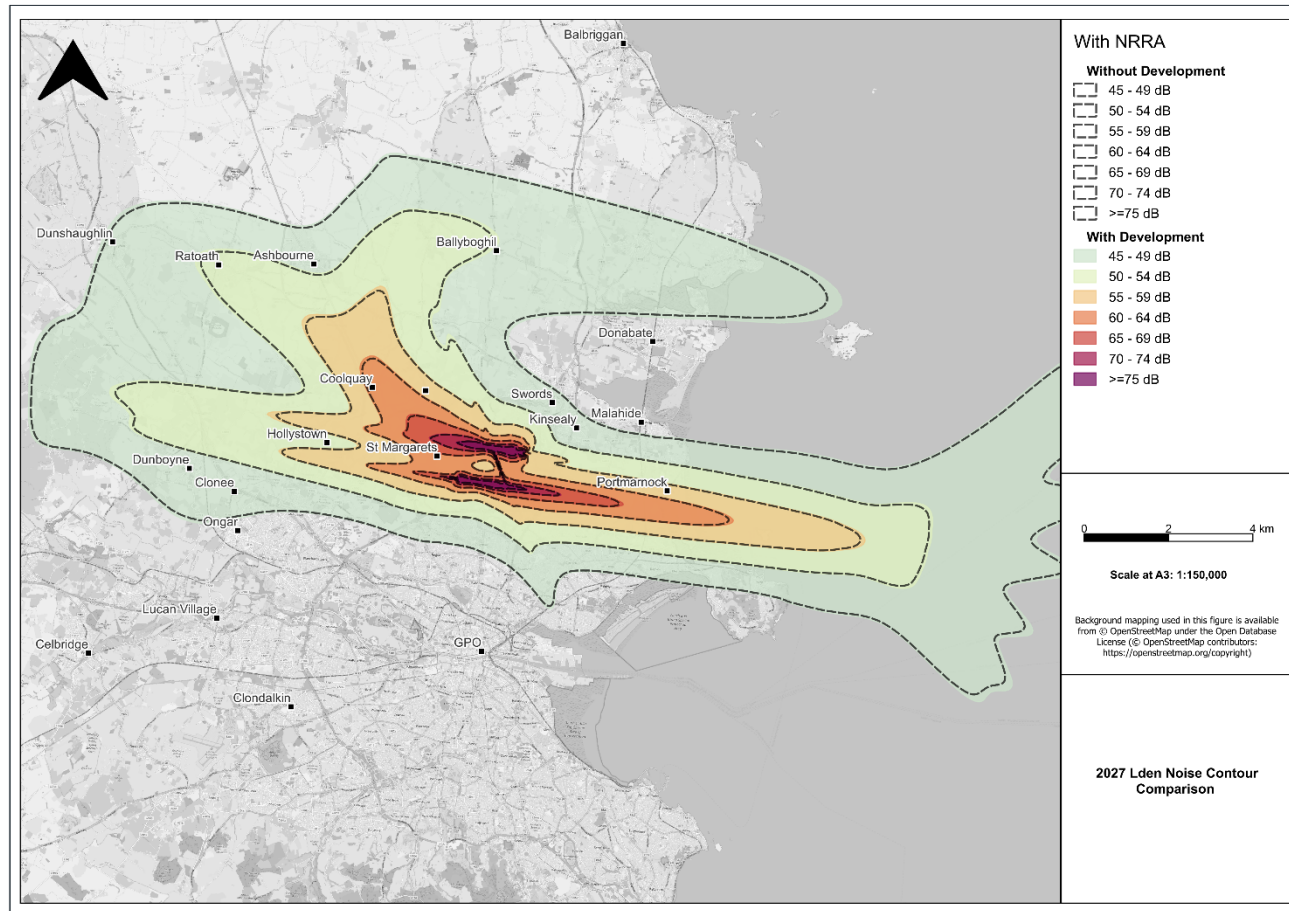 Balbriggan
Dunshaughlin
Ratoath
Ashbourne
Ballyboghil
Donabate
Coolquay
Swords
Malahide
Kinsealy
Hollystown
St Margarets
Dunboyne
Clonee
Portmarnock
Ongar
Lucan Village
Celbridge
GPO
Clondalkin
With NRRA
Without Development
45 - 49 dB
50 - 54 dB
55 - 59 dB
60 - 64 dB
65 - 69 dB
70 - 74 dB
>=75 dB
With Development
45 - 49 dB
50 - 54 dB
55 - 59 dB
60 - 64 dB
65 - 69 dB
70 - 74 dB
>=75 dB
0 2 4 km
Scale at A3: 1:150,000
Background mapping used in this figure is available
from © OpenStreetMap under the Open Database
License (© OpenStreetMap contributors:
https://openstreetmap.org/copyright)
2027 Lden Noise Contour
Comparison